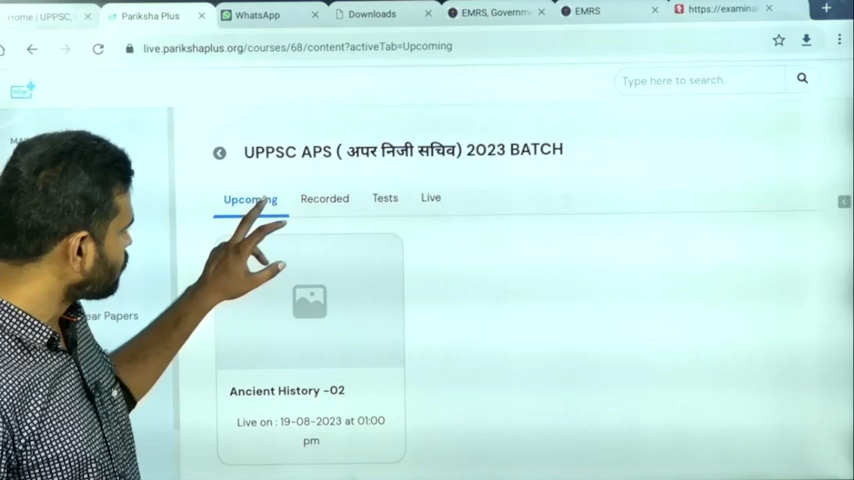 Home | UPPSC,
Pariksha Plus
WhatsApp
Downloads
EMRS, Governm
EMRS
https://examina
live.parikshaplus.org/courses/68/content?activeTab=Upcoming
Type here to search.
UPPSC APS ( अपर निजी सचिव) 2023 BATCH
Upcoming Recorded Tests Live
ear Papers
Ancient History -02
Live on : 19-08-2023 at 01:00
pm